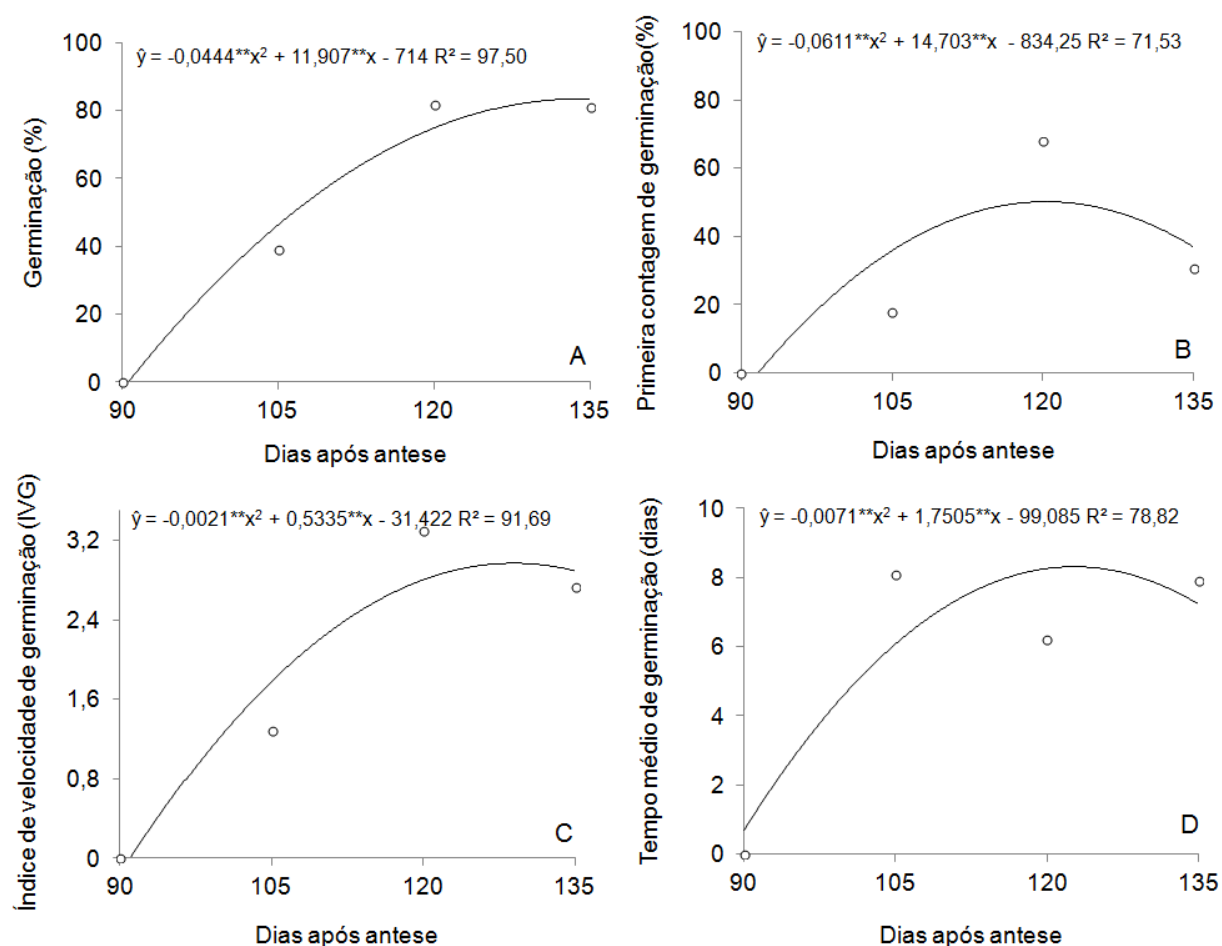 ŷ = -0,0444**x² + 11,907**x - 714 R² = 97,50
Germinação (%)
100
80
60
40
20
0
90 105 120 135
Dias após antese
A
ŷ = -0,0611**x² + 14,703**x - 834,25 R² = 71,53
Primeira contagem de germinação(%)
100
80
60
40
20
0
90 105 120 135
Dias após antese
B
ŷ = -0,0021**x² + 0,5335**x - 31,422 R² = 91,69
Índice de velocidade de germinação (IVG)
3,2
2,4
1,6
0,8
0
90 105 120 135
Dias após antese
C
ŷ = -0,0071**x² + 1,7505**x - 99,085 R² = 78,82
Tempo médio de germinação (dias)
10
8
6
4
2
0
90 105 120 135
Dias após antese
D